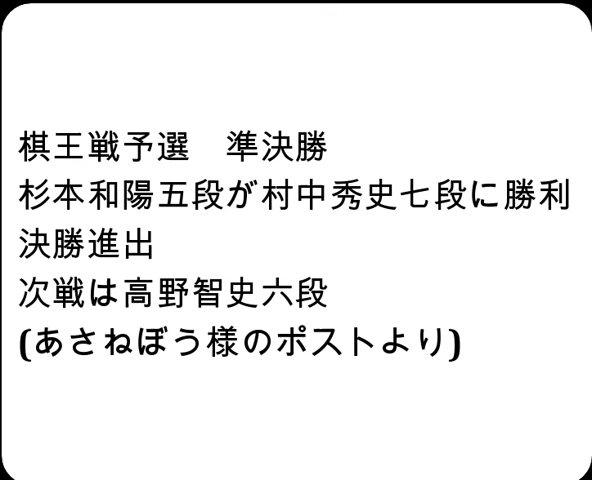 棋王戦予選　準決勝
杉本和陽五段が村中秀史七段に勝利
決勝進出
次戦は高野智史六段
(あさねぼう様のポストより)